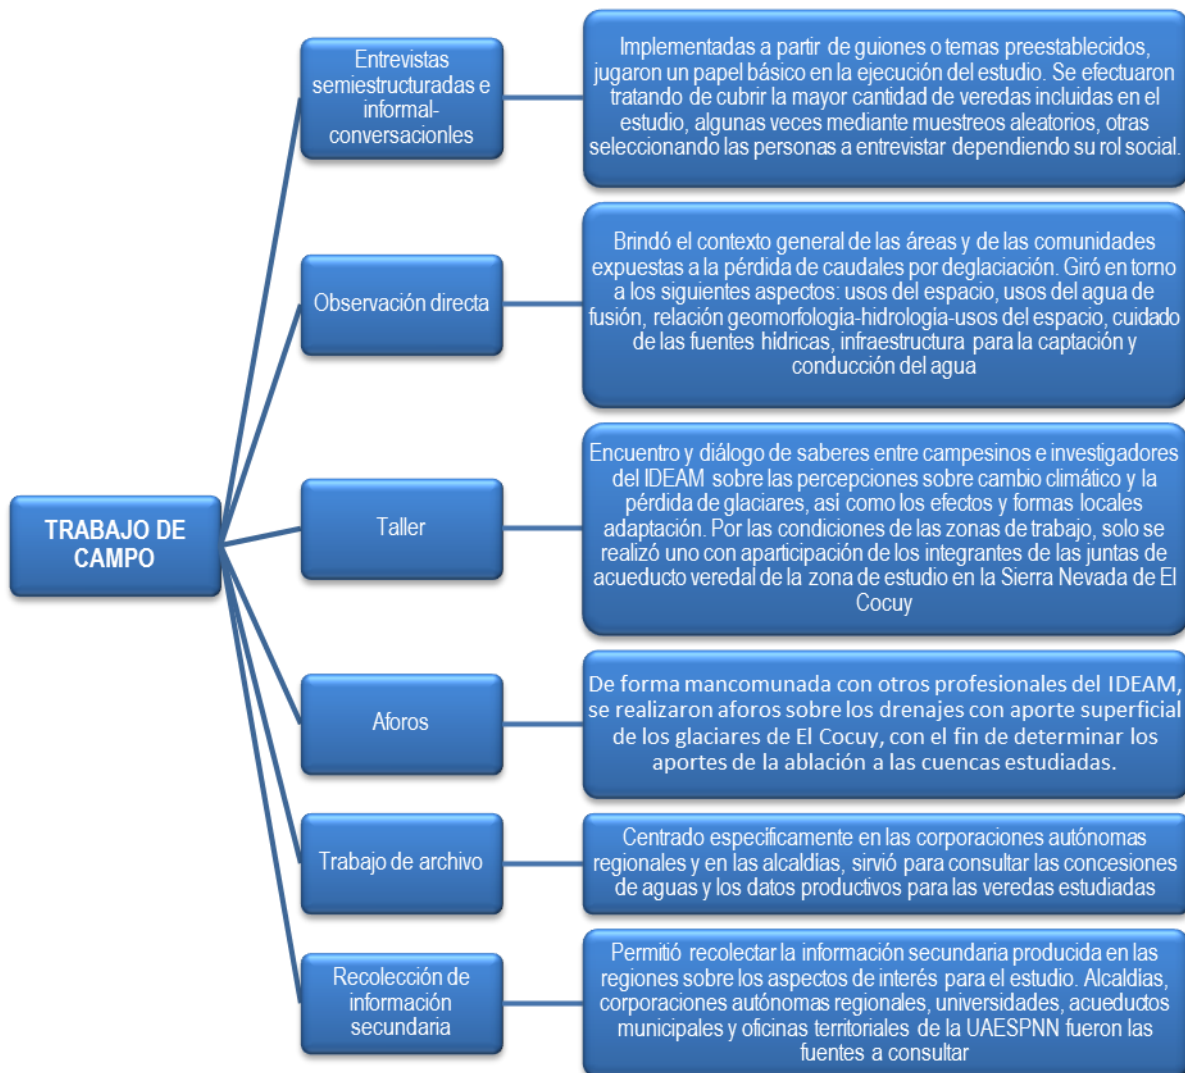 Entrevistas
semiestructuradas e
informal-
conversacionles
Implementadas a partir de guiones o temas preestablecidos,
jugaron un papel básico en la ejecución del estudio. Se efectuaron
tratando de cubrir la mayor cantidad de veredas incluidas en el
estudio, algunas veces mediante muestreos aleatorios, otras
seleccionando las personas a entrevistar dependiendo su rol social.
Observación directa
Brindó el contexto general de las áreas y de las comunidades
expuestas a la pérdida de caudales por deglaciación. Giró en torno
a los siguientes aspectos: usos del espacio, usos del agua de
fusión, relación geomorfología-hidrología-usos del espacio, cuidado
de las fuentes hídricas, infraestructura para la captación y
conducción del agua
TRABAJO DE
CAMPO
Taller
Encuentro y diálogo de saberes entre campesinos e investigadores
del IDEAM sobre las percepciones sobre cambio climático y la
pérdida de glaciares, así como los efectos y formas locales
adaptación. Por las condiciones de las zonas de trabajo, solo se
realizó uno con aparticipación de los integrantes de las juntas de
acueducto veredal de la zona de estudio en la Sierra Nevada de El
Cocuy
Aforos
De forma mancomunada con otros profesionales del IDEAM,
se realizaron aforos sobre los drenajes con aporte superficial
de los glaciares de El Cocuy, con el fin de determinar los
aportes de la ablación a las cuencas estudiadas.
Trabajo de archivo
Centrado específicamente en las corporaciones autónomas
regionales y en las alcaldías, sirvió para consultar las concesiones
de aguas y los datos productivos para las veredas estudiadas
Recolección de
información
secundaria
Permitió recolectar la información secundaria producida en las
regiones sobre los aspectos de interés para el estudio. Alcaldías,
corporaciones autónomas regionales, universidades, acueductos
municipales y oficinas territoriales de la UAESPNN fueron las
fuentes a consultar